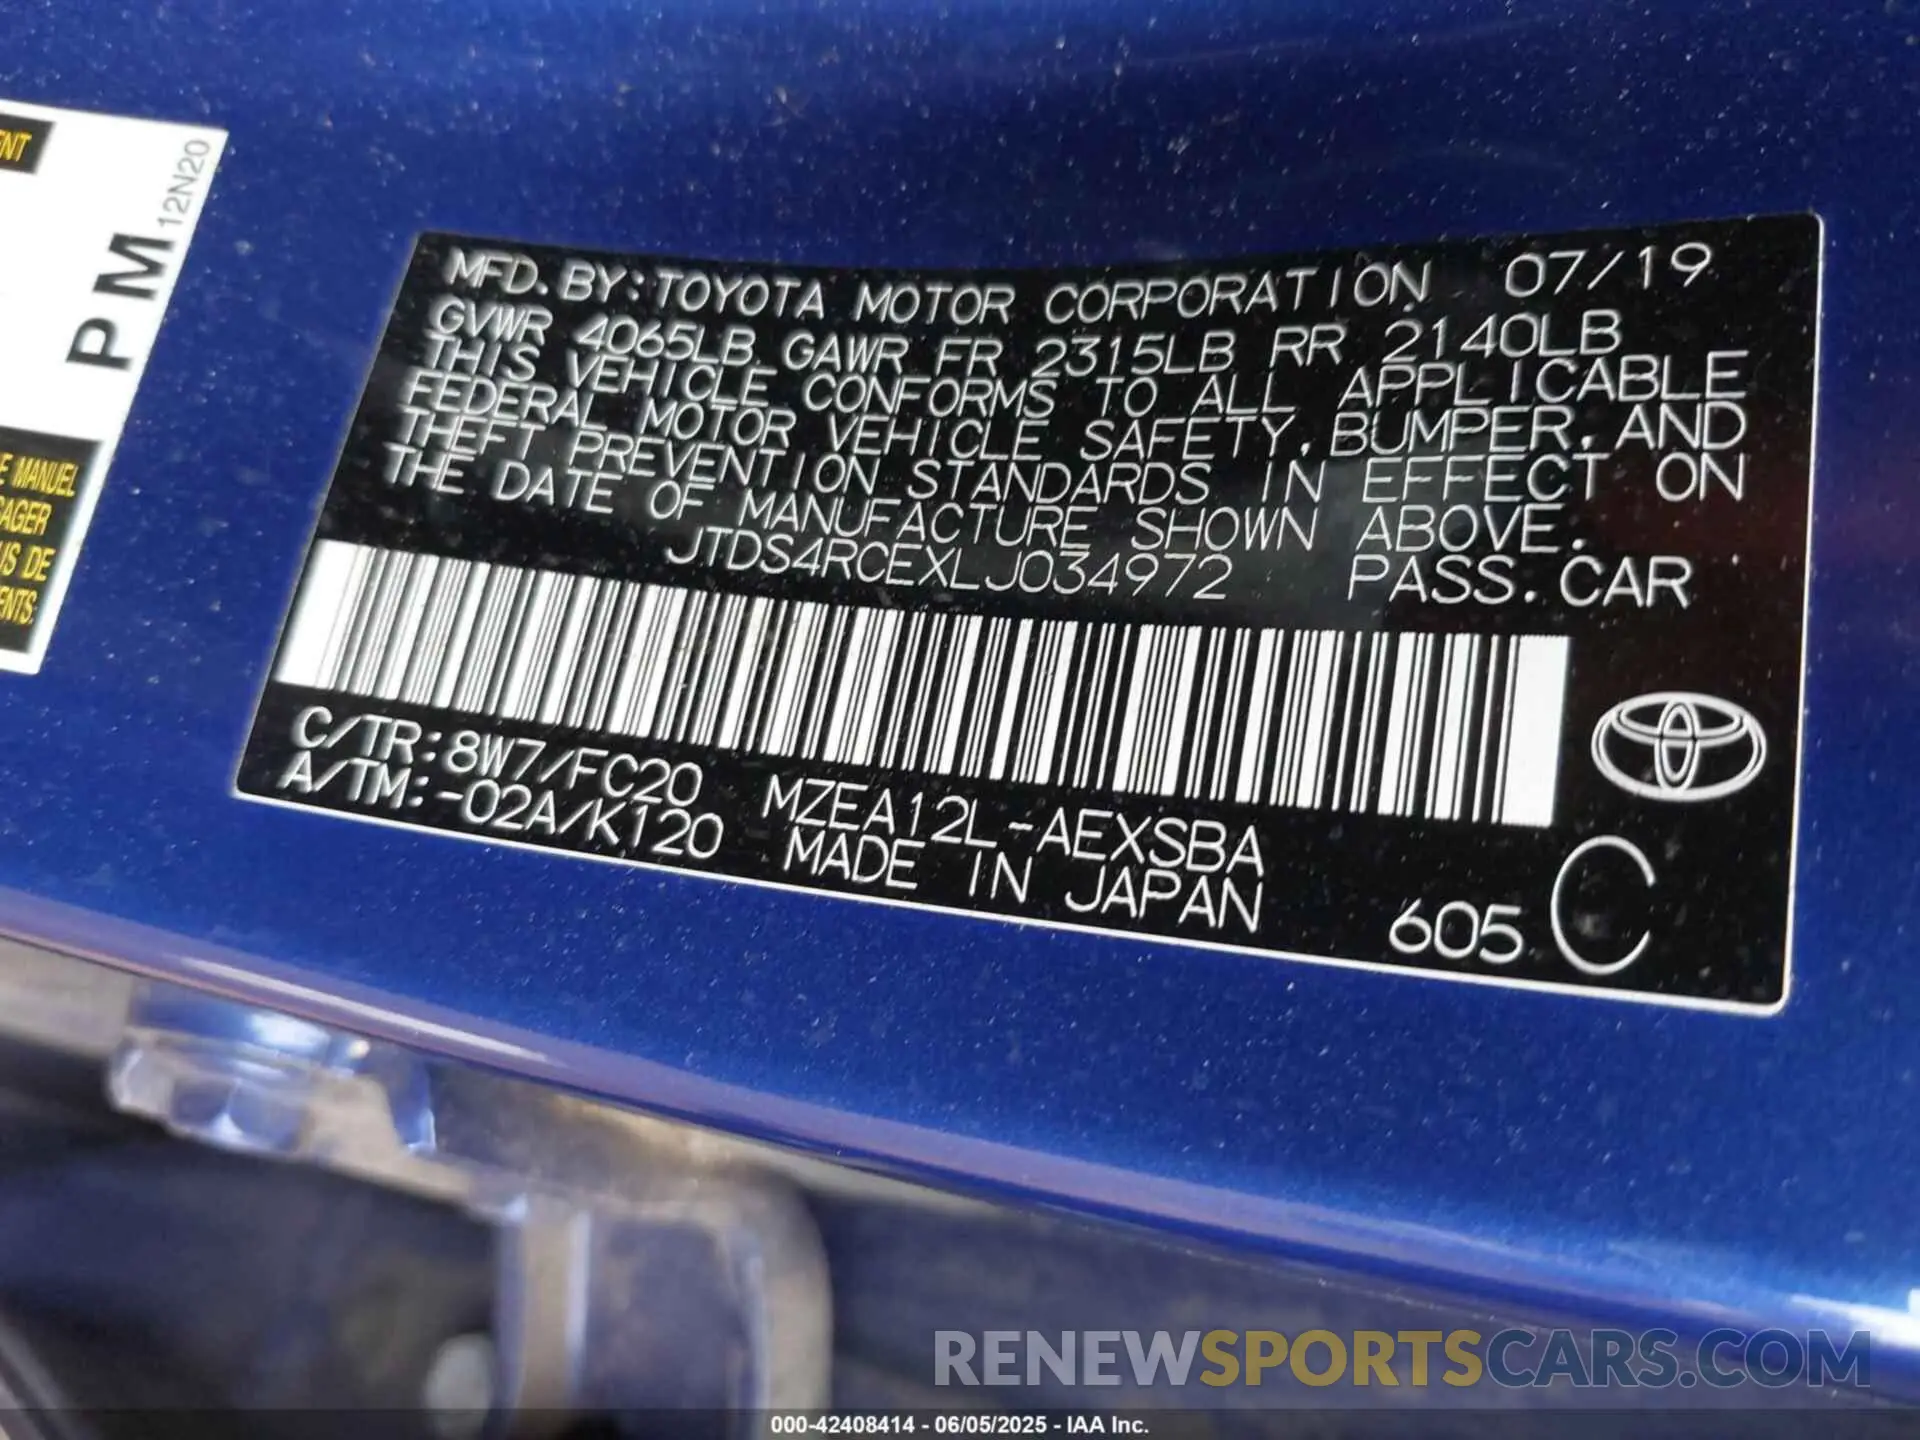 ENT
PM 12N20
E MANUEL
AGER
US DE
ENTS.
MFD. BY: TOYOTA MOTOR CORPORATION 07/19
GVWR 4065LB GAWR FR 2315LB RR 2140LB
THIS VEHICLE CONFORMS TO ALL APPLICABLE
FEDERAL MOTOR VEHICLE SAFETY, BUMPER, AND
THEFT PREVENTION STANDARDS IN EFFECT ON
THE DATE OF MANUFACTURE SHOWN ABOVE.
JTDS4RCEXLJ034972 PASS. CAR
C/TR: 8W7/FC20 MZEA12L-AEXSBA
A/TM: -02A/K120 MADE IN JAPAN
605 C
RENEWSPORTSCARS.COM
000-42408414 - 06/05/2025 - IAA Inc.